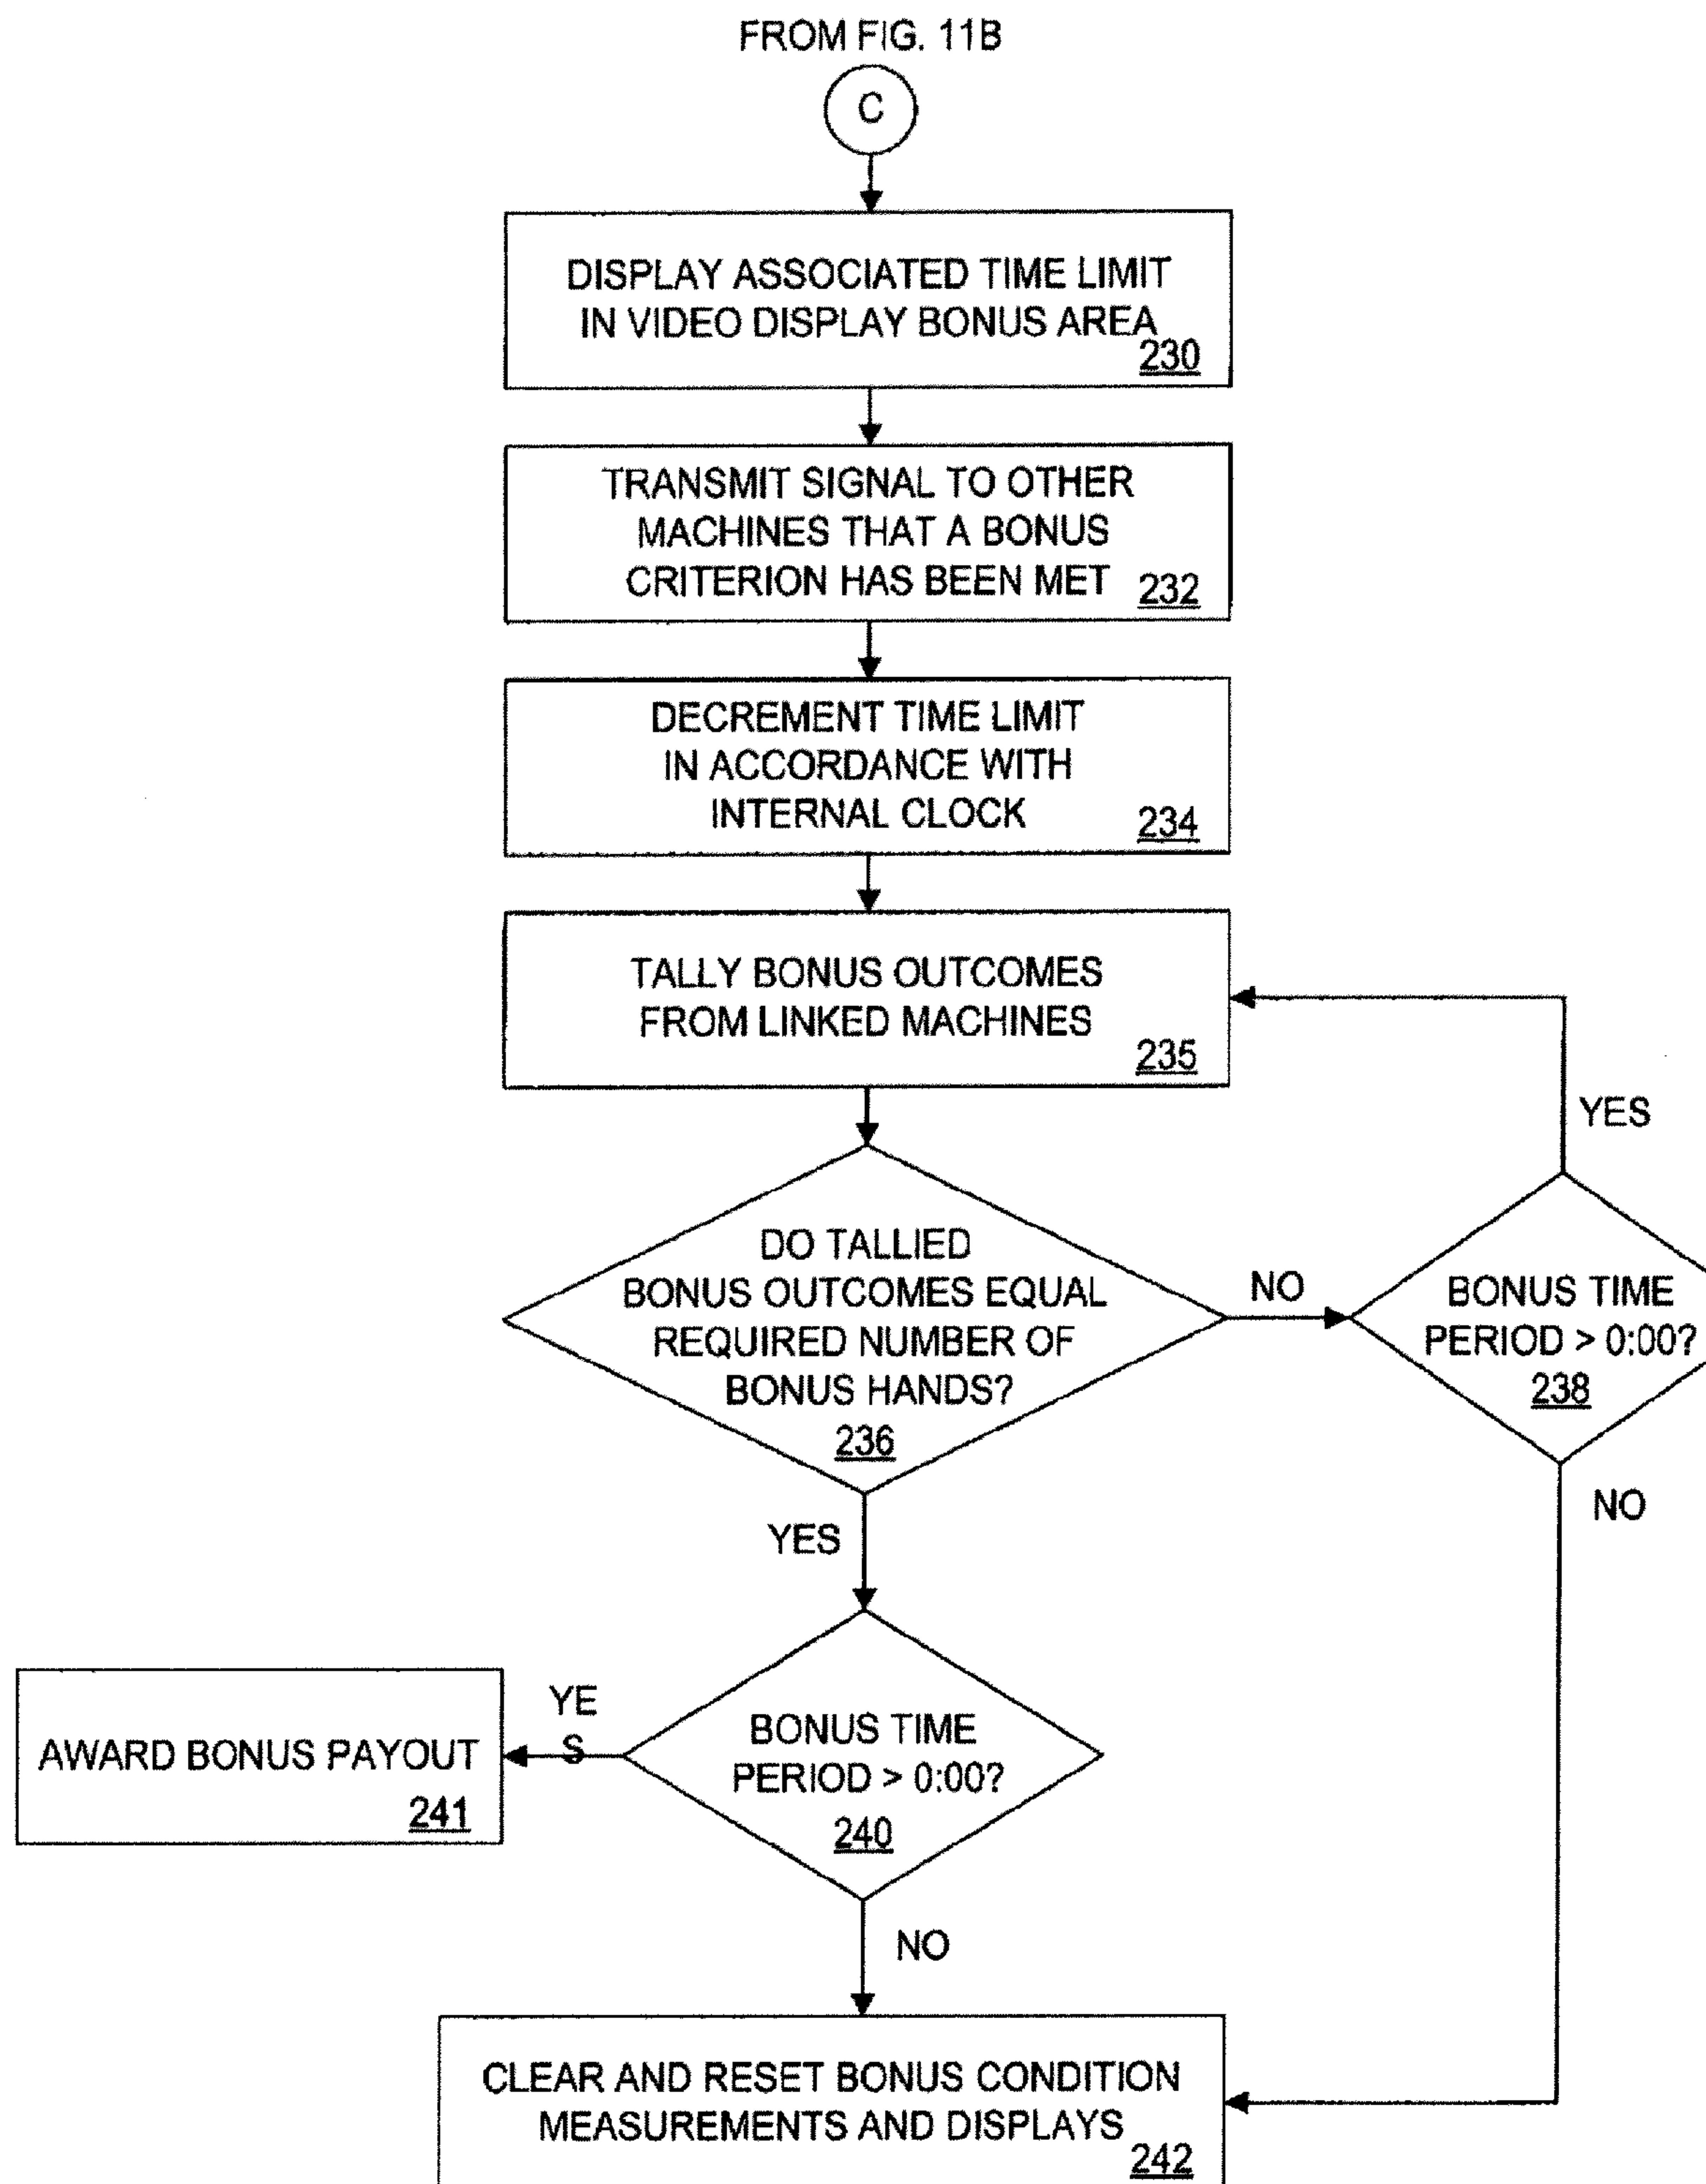 FROM FIG. 11B
C
DISPLAY ASSOCIATED TIME LIMIT
IN VIDEO DISPLAY BONUS AREA
230
TRANSMIT SIGNAL TO OTHER
MACHINES THAT A BONUS
CRITERION HAS BEEN MET
232
DECREMENT TIME LIMIT
IN ACCORDANCE WITH
INTERNAL CLOCK
234
TALLY BONUS OUTCOMES
FROM LINKED MACHINES
235
YES
DO TALLIED
BONUS OUTCOMES EQUAL
REQUIRED NUMBER OF
BONUS HANDS?
236
NO
BONUS TIME
PERIOD > 0:00?
238
NO
YES
BONUS TIME
PERIOD > 0:00?
240
YE
S
AWARD BONUS PAYOUT
241
NO
CLEAR AND RESET BONUS CONDITION
MEASUREMENTS AND DISPLAYS
242